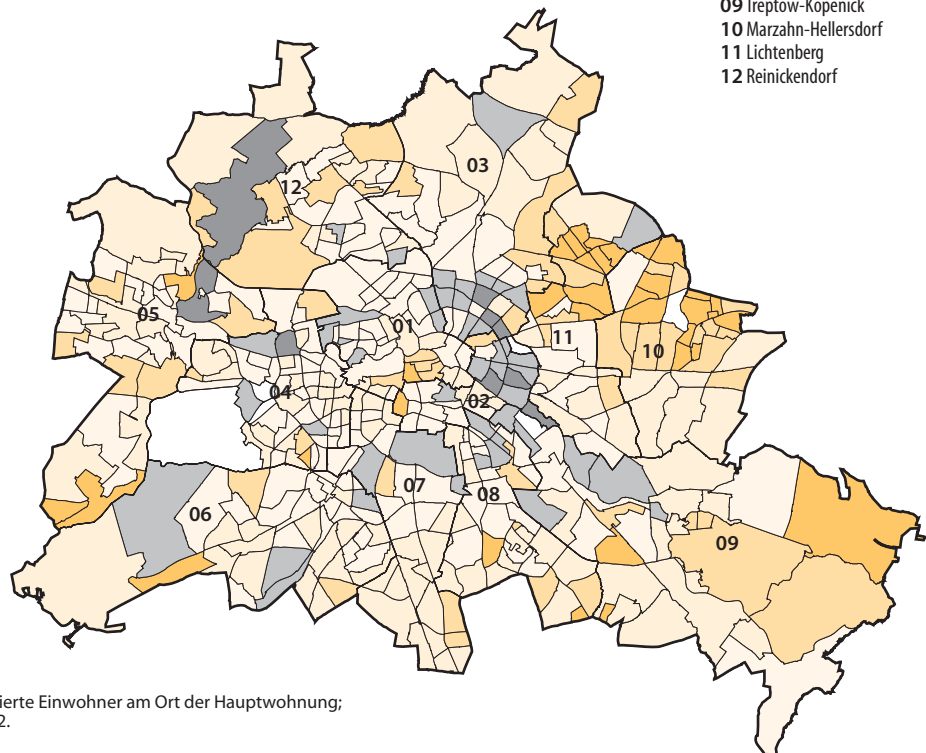 09 Treptow-Köpenick
10 Marzahn-Hellersdorf
11 Lichtenberg
12 Reinickendorf
03
12
05
01
11
10
04
02
07
08
06
09
ierte Einwohner am Ort der Hauptwohnung;
2.